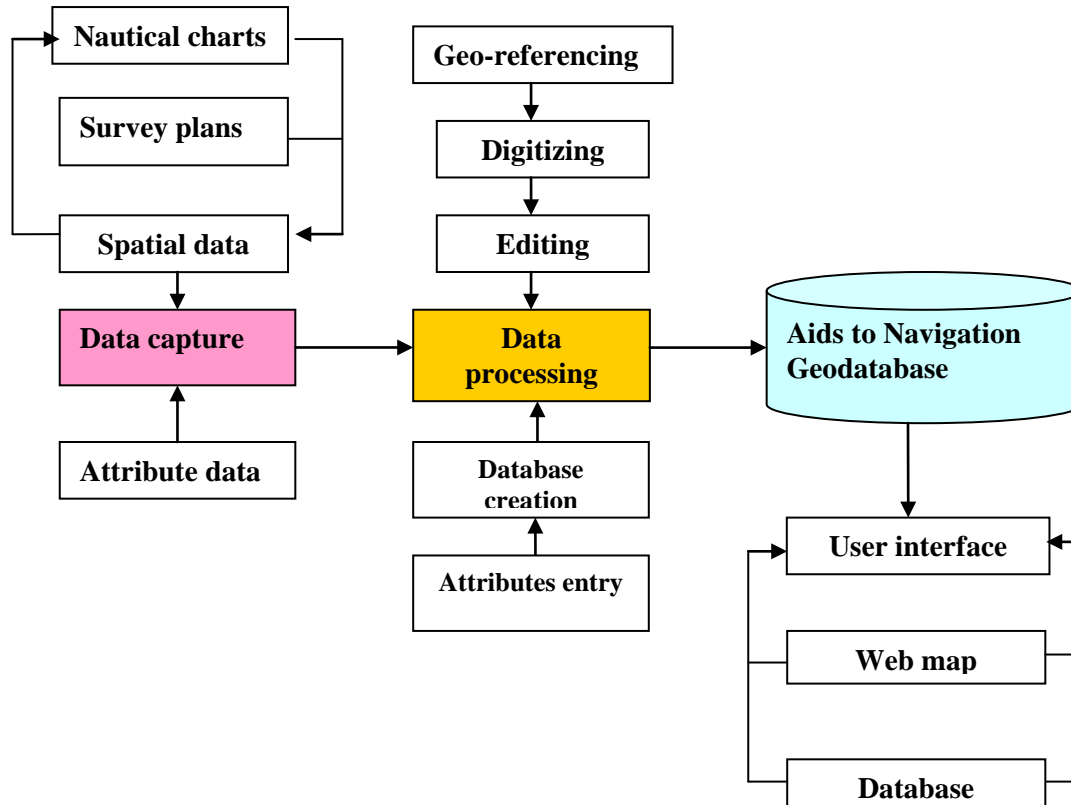 Nautical charts
Survey plans
Spatial data
Data capture
Attribute data
Geo-referencing
Digitizing
Editing
Data
processing
Database
creation
Attributes entry
Aids to Navigation
Geodatabase
User interface
Web map
Database